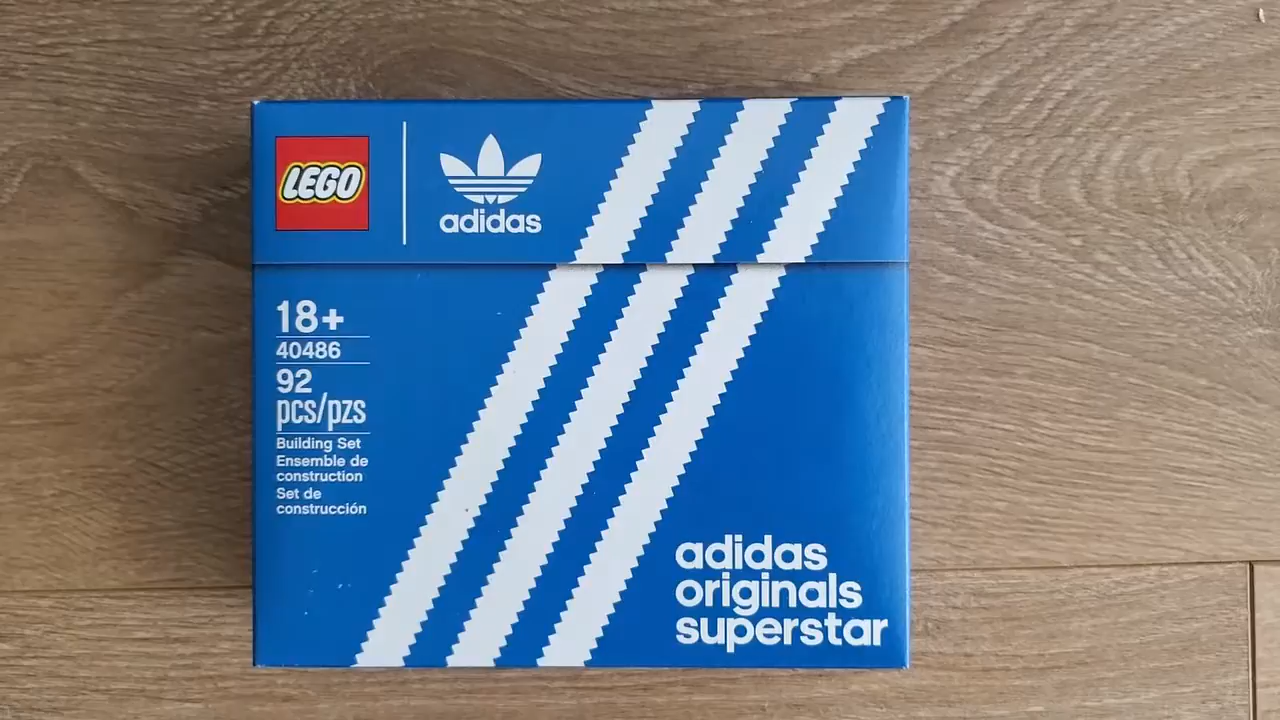 LEGO
adidas
18+
40486
92
pcs/pzs
Building Set
Ensemble de
construction
Set de
construcción
adidas
originals
superstar